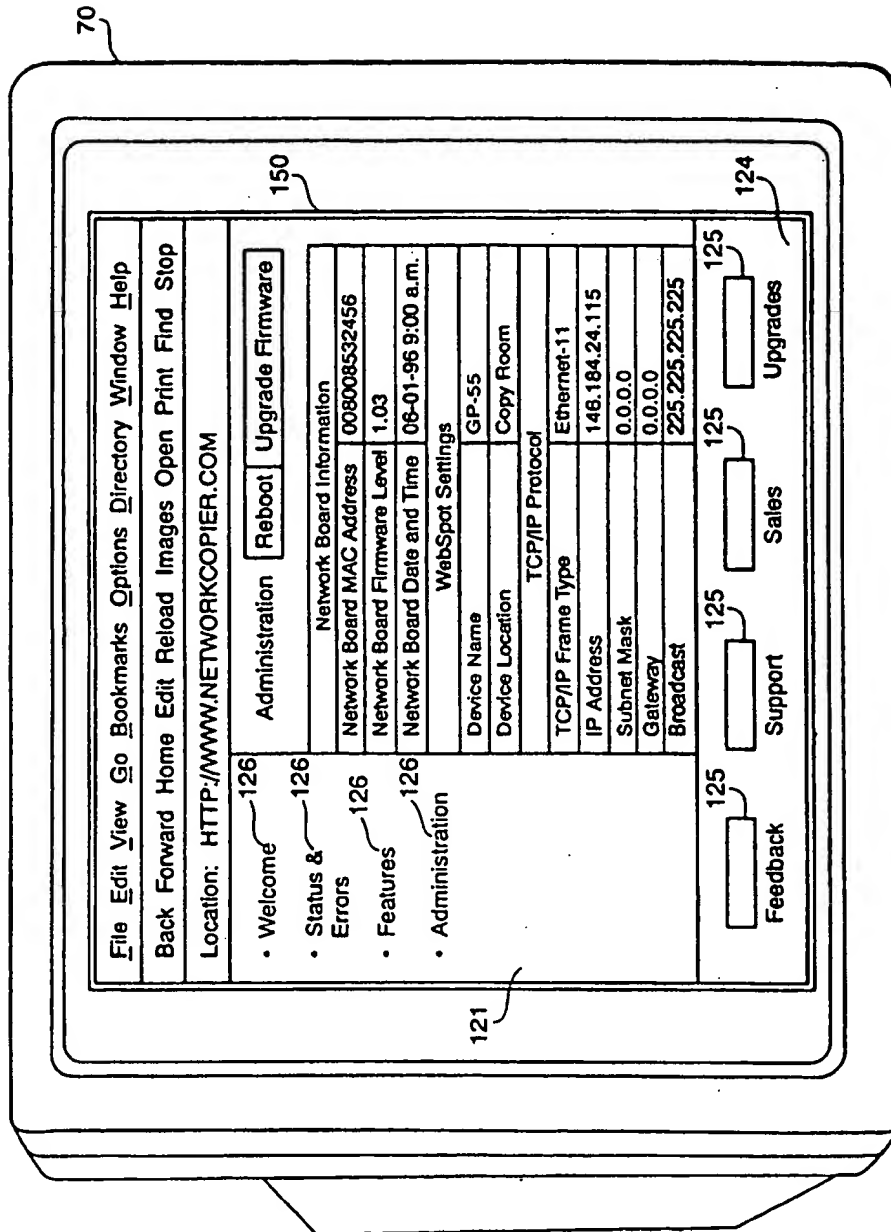 70
File Edit View Go Bookmarks Options Directory Window Help
Back Forward Home Edit Reload Images Open Print Find Stop
Location: HTTP://WWW.NETWORKCOPIER.COM
150
• Welcome
126
• Status &
Errors
126
• Features
126
• Administration
126
121
Administration Reboot Upgrade Firmware
Network Board Information
Network Board MAC Address 008008532456
Network Board Firmware Level 1.03
Network Board Date and Time 06-01-96 9:00 a.m.
WebSpot Settings
Device Name GP-55
Device Location Copy Room
TCP/IP Protocol
TCP/IP Frame Type Ethernet-11
IP Address 146.184.24.115
Subnet Mask 0.0.0.0
Gateway 0.0.0.0
Broadcast 225.225.225.225
125 125 125 125
Feedback Support Sales Upgrades
124